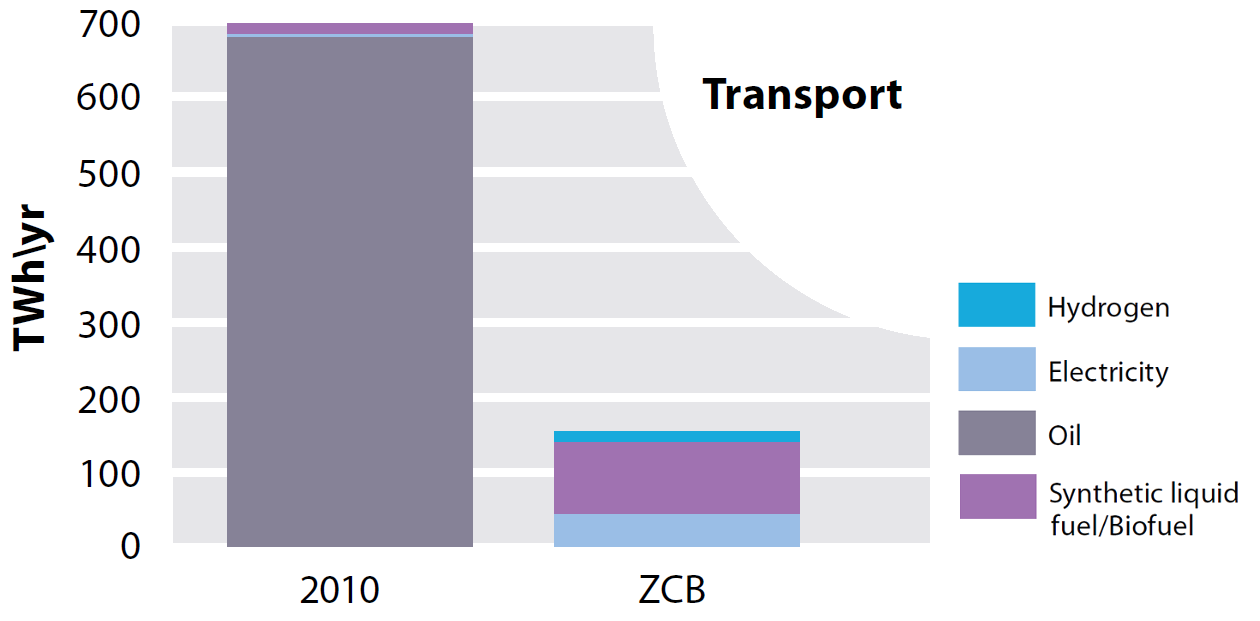 700
600
500
400
300
200
100
0
TWh\yr
Transport
2010
ZCB
Hydrogen
Electricity
Oil
Synthetic liquid
fuel/Biofuel